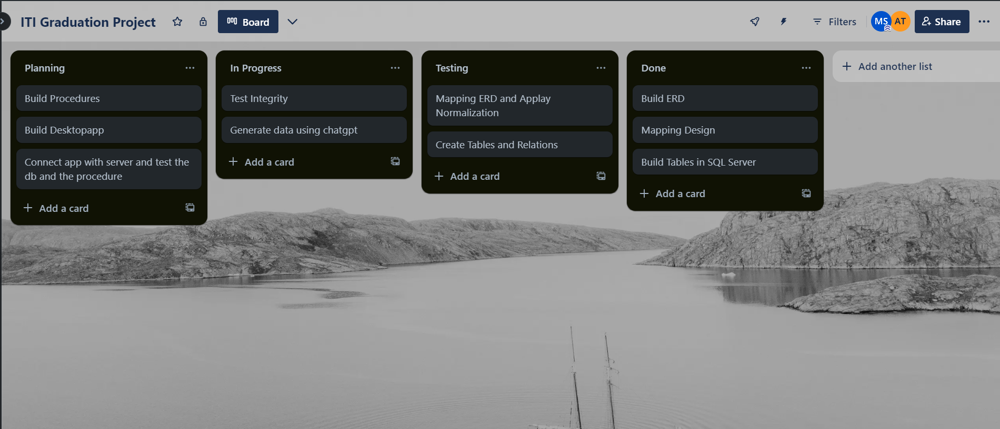 ITI Graduation Project
Board
Filters
MS
AT
Share
Planning
Build Procedures
Build Desktopapp
Connect app with server and test the
db and the procedure
Add a card
In Progress
Test Integrity
Generate data using chatgpt
Add a card
Testing
Mapping ERD and Applay
Normalization
Create Tables and Relations
Add a card
Done
Build ERD
Mapping Design
Build Tables in SQL Server
Add a card
Add another list